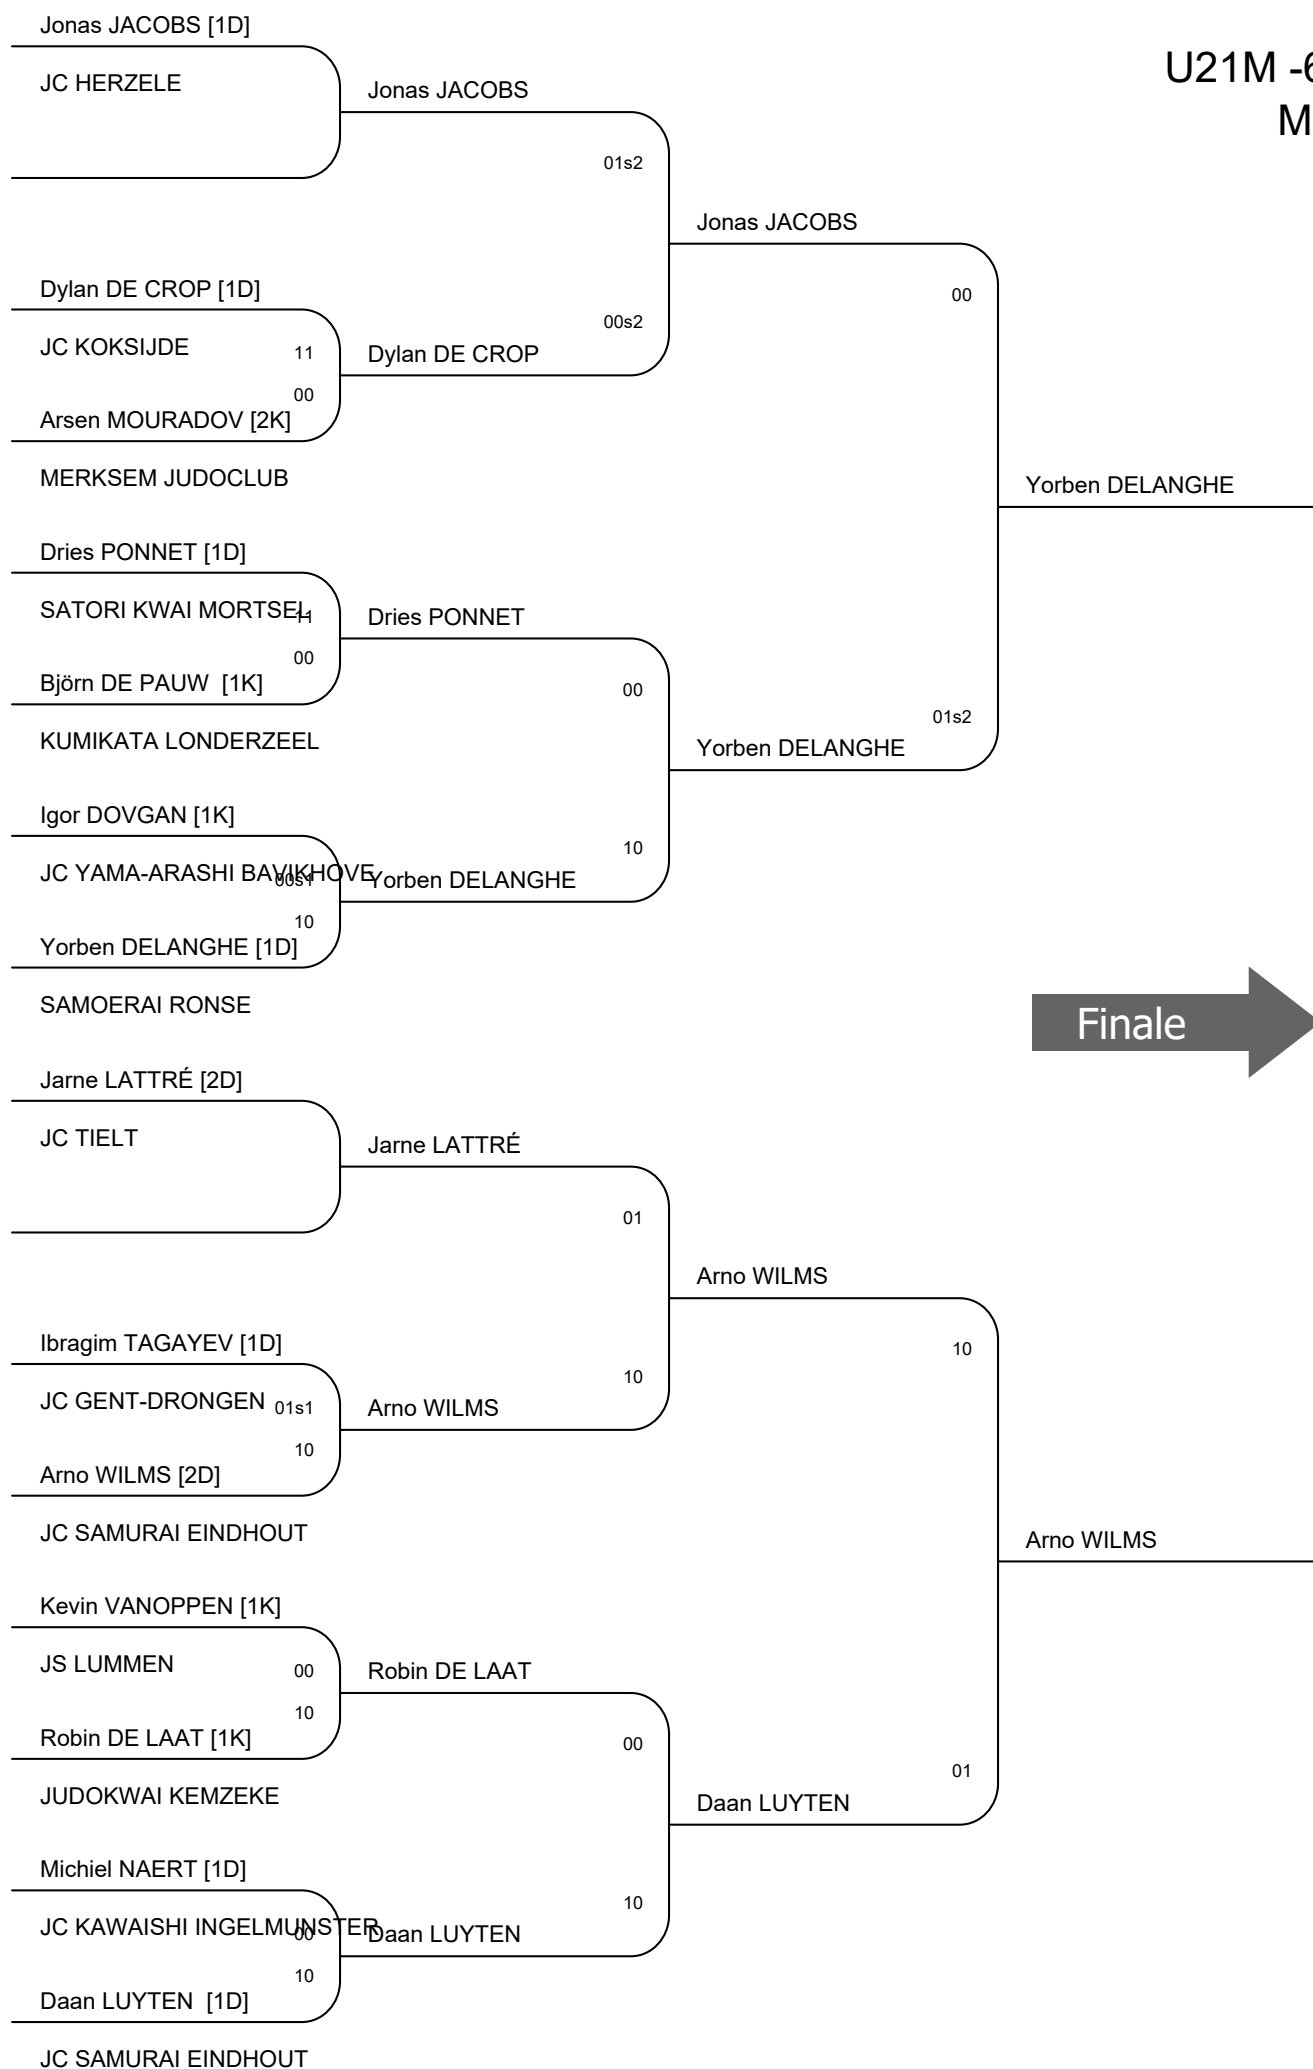 Jonas JACOBS [1D]
U21M -6
JC HERZELE
Jonas JACOBS
M
01s2
Jonas JACOBS
Dylan DE CROP [1D]
00
00s2
JC KOKSIJDE
11
Dylan DE CROP
00
Arsen MOURADOV [2K]
MERKSEM JUDOCLUB
Yorben DELANGHE
Dries PONNET [1D]
SATORI KWAI MORTSEL
11
Dries PONNET
00
Björn DE PAUW [1K]
00
01s2
KUMIKATA LONDERZEEL
Yorben DELANGHE
Igor DOVGAN [1K]
10
JC YAMA-ARASHI BAVIKHOVE
00s1
Yorben DELANGHE
10
Yorben DELANGHE [1D]
SAMOERAI RONSE
Finale
Jarne LATTRÉ [2D]
JC TIELT
Jarne LATTRÉ
01
Arno WILMS
Ibragim TAGAYEV [1D]
10
10
JC GENT-DRONGEN
01s1
Arno WILMS
10
Arno WILMS [2D]
JC SAMURAI EINDHOUT
Arno WILMS
Kevin VANOPPEN [1K]
JS LUMMEN
00
Robin DE LAAT
10
Robin DE LAAT [1K]
00
01
JUDOKWAI KEMZEKE
Daan LUYTEN
Michiel NAERT [1D]
10
JC KAWAISHI INGELMUNSTER
00
Daan LUYTEN
10
Daan LUYTEN [1D]
JC SAMURAI EINDHOUT